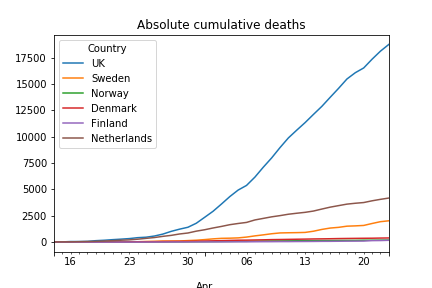 Absolute cumulative deaths
Country
UK
Sweden
Norway
Denmark
Finland
Netherlands
17500
15000
12500
10000
7500
5000
2500
0
16 23 30 06 13 20
Apr